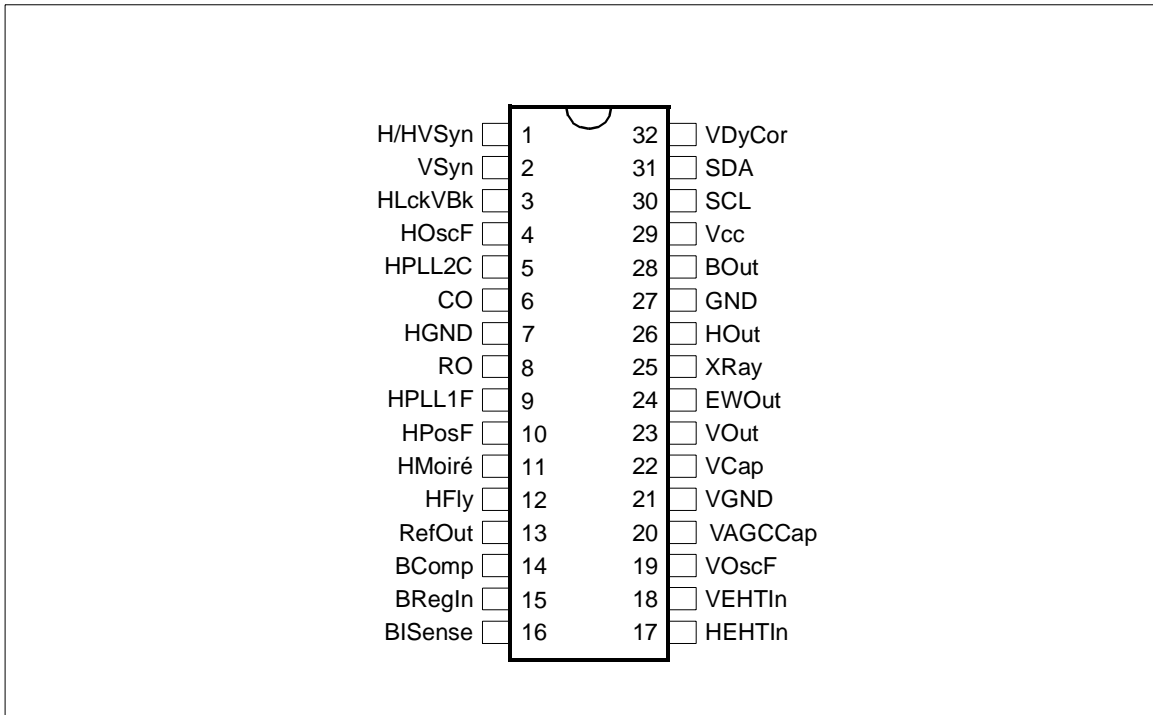 H/HVSyn 1 32 VDyCor
VSyn 2 31 SDA
HLckVBk 3 30 SCL
HOscF 4 29 Vcc
HPLL2C 5 28 BOut
CO 6 27 GND
HGND 7 26 HOut
RO 8 25 XRay
HPLL1F 9 24 EWOut
HPosF 10 23 VOut
HMoiré 11 22 VCap
HFly 12 21 VGND
RefOut 13 20 VAGCCap
BComp 14 19 VOscF
BRegIn 15 18 VEHTIn
BISense 16 17 HEHTIn